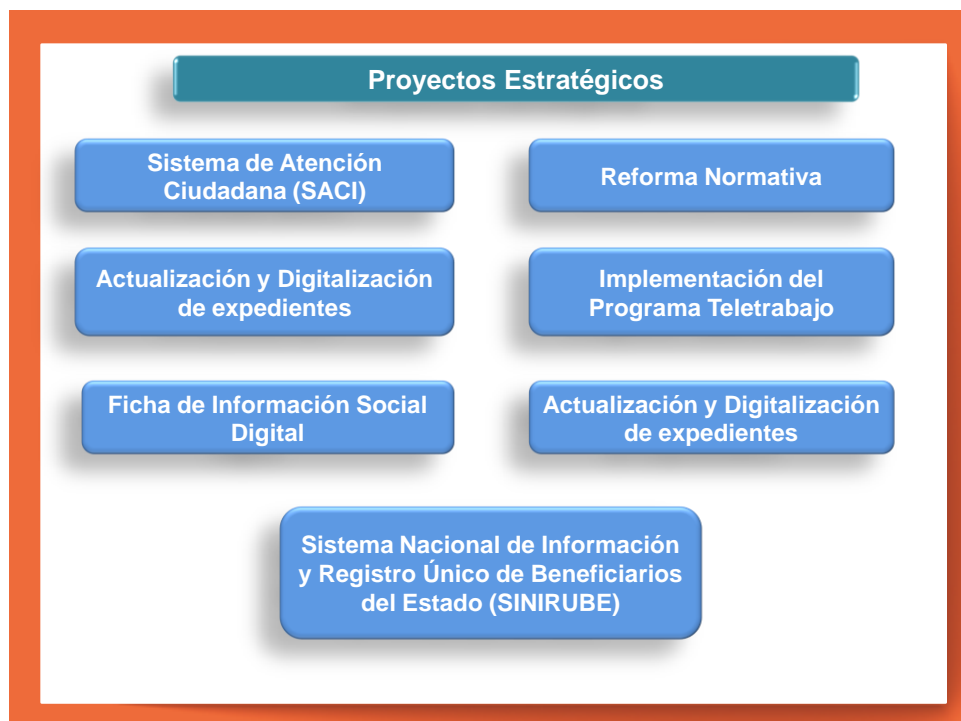 Proyectos Estratégicos
Sistema de Atención
Ciudadana (SACI)
Reforma Normativa
Actualización y Digitalización
de expedientes
Implementación del
Programa Teletrabajo
Ficha de Información Social
Digital
Actualización y Digitalización
de expedientes
Sistema Nacional de Información
y Registro Único de Beneficiarios
del Estado (SINIRUBE)